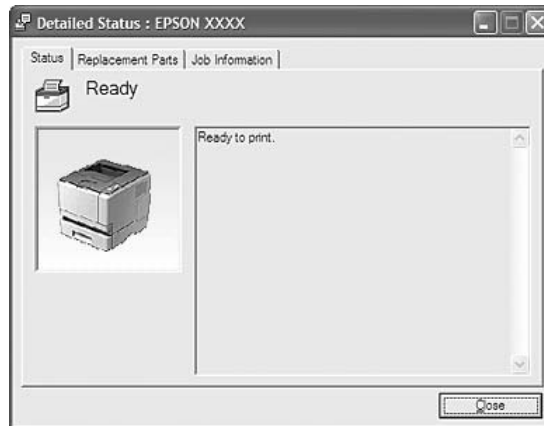 Detailed Status : EPSON XXXX
Status Replacement Parts Job Information
Ready
Ready to print.
Close